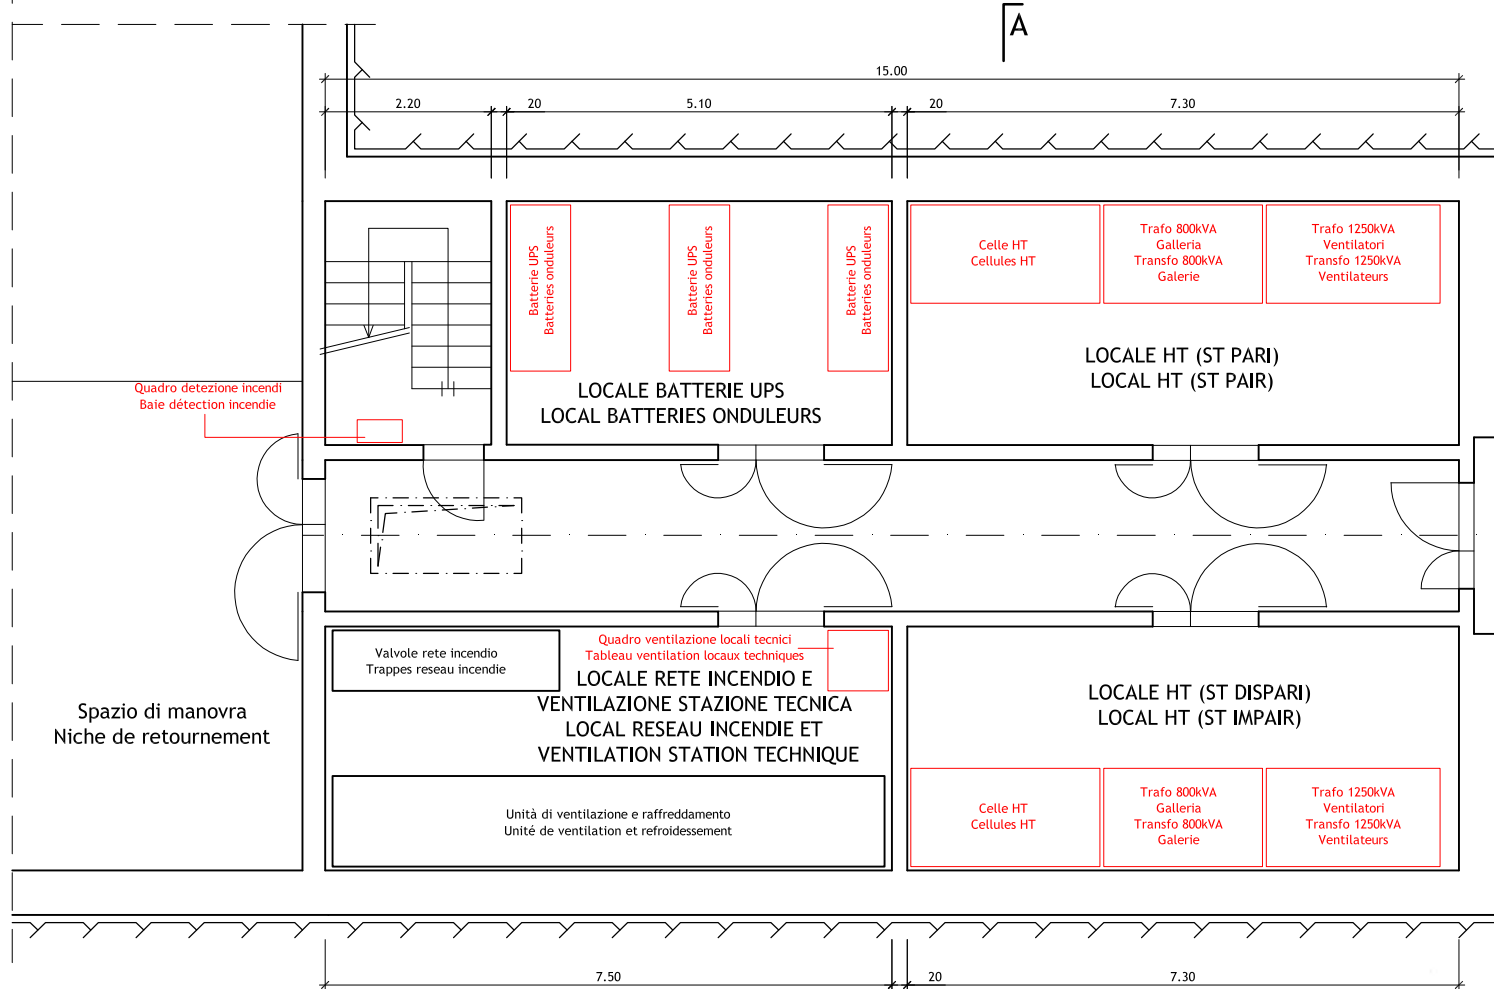 A
15.00
2.20
20
5.10
20
7.30
Batterie UPS
Batteries onduleurs
Batterie UPS
Batteries onduleurs
Batterie UPS
Batteries onduleurs
Celle HT
Cellules HT
Trafo 800kVA
Galleria
Transfo 800kVA
Galerie
Trafo 1250kVA
Ventilatori
Transfo 1250kVA
Ventilateurs
LOCALE HT (ST PARI)
LOCAL HT (ST PAIR)
LOCALE BATTERIE UPS
LOCAL BATTERIES ONDULEURS
Quadro detezione incendi
Baie détection incendie
Valvole rete incendio
Trappes reseau incendie
Quadro ventilazione locali tecnici
Tableau ventilation locaux techniques
LOCALE RETE INCENDIO E
VENTILAZIONE STAZIONE TECNICA
LOCAL RESEAU INCENDIE ET
VENTILATION STATION TECHNIQUE
LOCALE HT (ST DISPARI)
LOCAL HT (ST IMPAIR)
Spazio di manovra
Niche de retournement
Unità di ventilazione e raffreddamento
Unité de ventilation et refroidessement
Celle HT
Cellules HT
Trafo 800kVA
Galleria
Transfo 800kVA
Galerie
Trafo 1250kVA
Ventilatori
Transfo 1250kVA
Ventilateurs
7.50
20
7.30